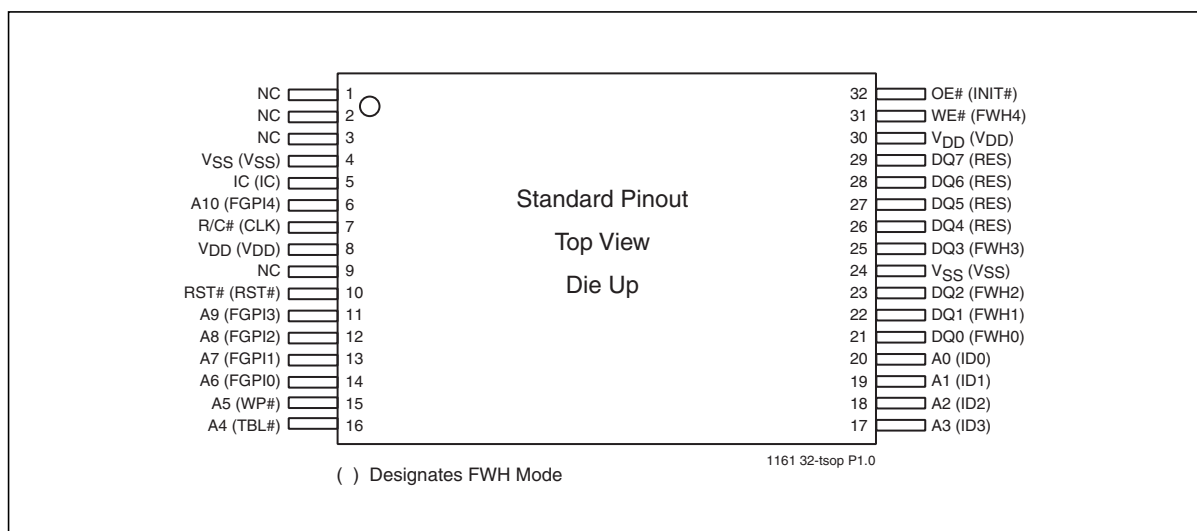 NC 1
NC 2
NC 3
VSS (VSS) 4
IC (IC) 5
A10 (FGPI4) 6
R/C# (CLK) 7
VDD (VDD) 8
NC 9
RST# (RST#) 10
A9 (FGPI3) 11
A8 (FGPI2) 12
A7 (FGPI1) 13
A6 (FGPI0) 14
A5 (WP#) 15
A4 (TBL#) 16
Standard Pinout
Top View
Die Up
32 OE# (INIT#)
31 WE# (FWH4)
30 VDD (VDD)
29 DQ7 (RES)
28 DQ6 (RES)
27 DQ5 (RES)
26 DQ4 (RES)
25 DQ3 (FWH3)
24 VSS (VSS)
23 DQ2 (FWH2)
22 DQ1 (FWH1)
21 DQ0 (FWH0)
20 A0 (ID0)
19 A1 (ID1)
18 A2 (ID2)
17 A3 (ID3)
1161 32-tsop P1.0
( ) Designates FWH Mode